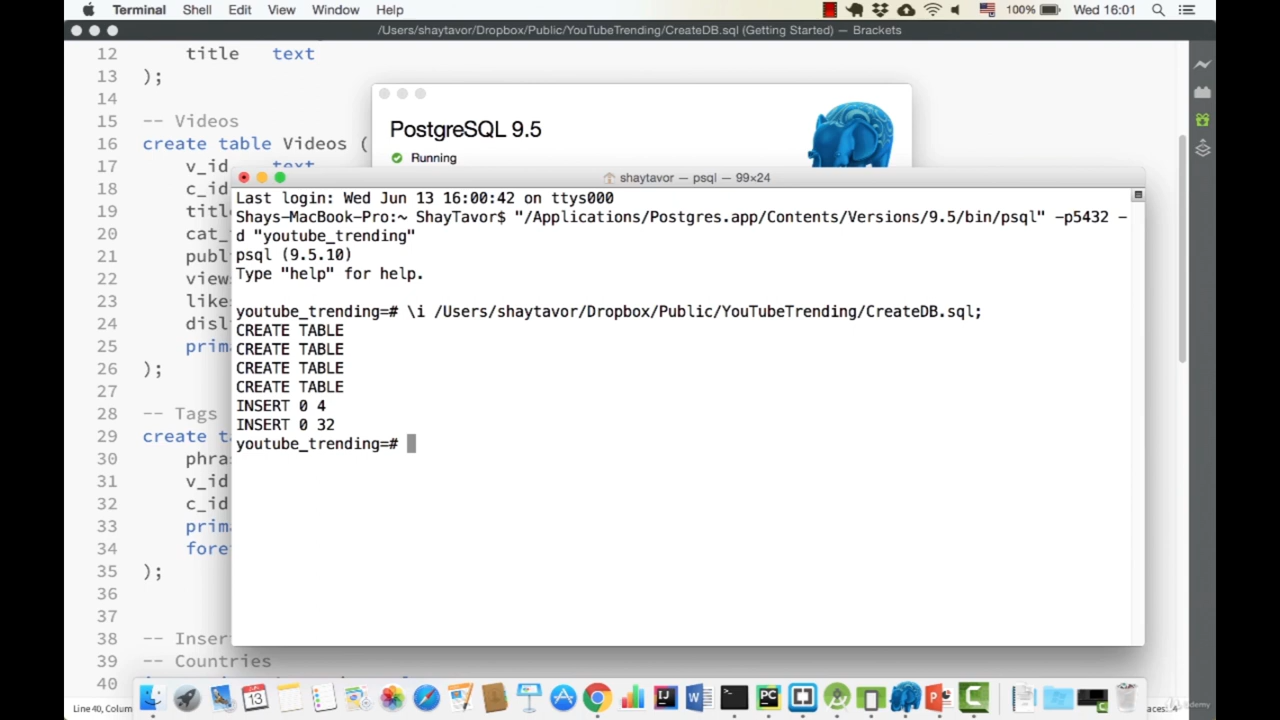 Terminal Shell Edit View Window Help 100% Wed 16:01
/Users/shaytavor/Dropbox/Public/YouTubeTrending/CreateDB.sql (Getting Started) — Brackets
12 title text
13 );
14
15 -- Videos
16 create table Videos (
17 v_id text
18 c_id
19 titl
20 cat_
21 publ
22 view
23 like
24 disl
25 prim
26 );
27
28 -- Tags
29 create t
30 phra
31 v_id
32 c_id
33 prim
34 fore
35 );
36
37
38 -- Inser
39 -- Countries
40
PostgreSQL 9.5
Running
shaytavor — psql — 99×24
Last login: Wed Jun 13 16:00:42 on ttys000
Shays-MacBook-Pro:~ ShayTavor$ "/Applications/Postgres.app/Contents/Versions/9.5/bin/psql" -p5432 -
d "youtube_trending"
psql (9.5.10)
Type "help" for help.
youtube_trending=# \i /Users/shaytavor/Dropbox/Public/YouTubeTrending/CreateDB.sql;
CREATE TABLE
CREATE TABLE
CREATE TABLE
CREATE TABLE
INSERT 0 4
INSERT 0 32
youtube_trending=#
Line 40, Colum
aces: 4